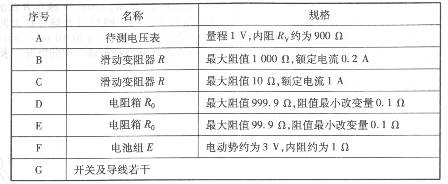 序号 名称 规格
A 待测电压表 量程 1 V,内阻 RV约为 900 Ω
B 滑动变阻器 R 最大阻值 1 000 Ω,额定电流 0.2 A
C 滑动变阻器 R 最大阻值 10 Ω,额定电流 1 A
D 电阻箱 R0 最大阻值 999.9 Ω,阻值最小改变量 0.1 Ω
E 电阻箱 R0 最大阻值 99.9 Ω,阻值最小改变量 0.1 Ω
F 电池组 E 电动势约为 3 V,内阻约为 1 Ω
G 开关及导线若干